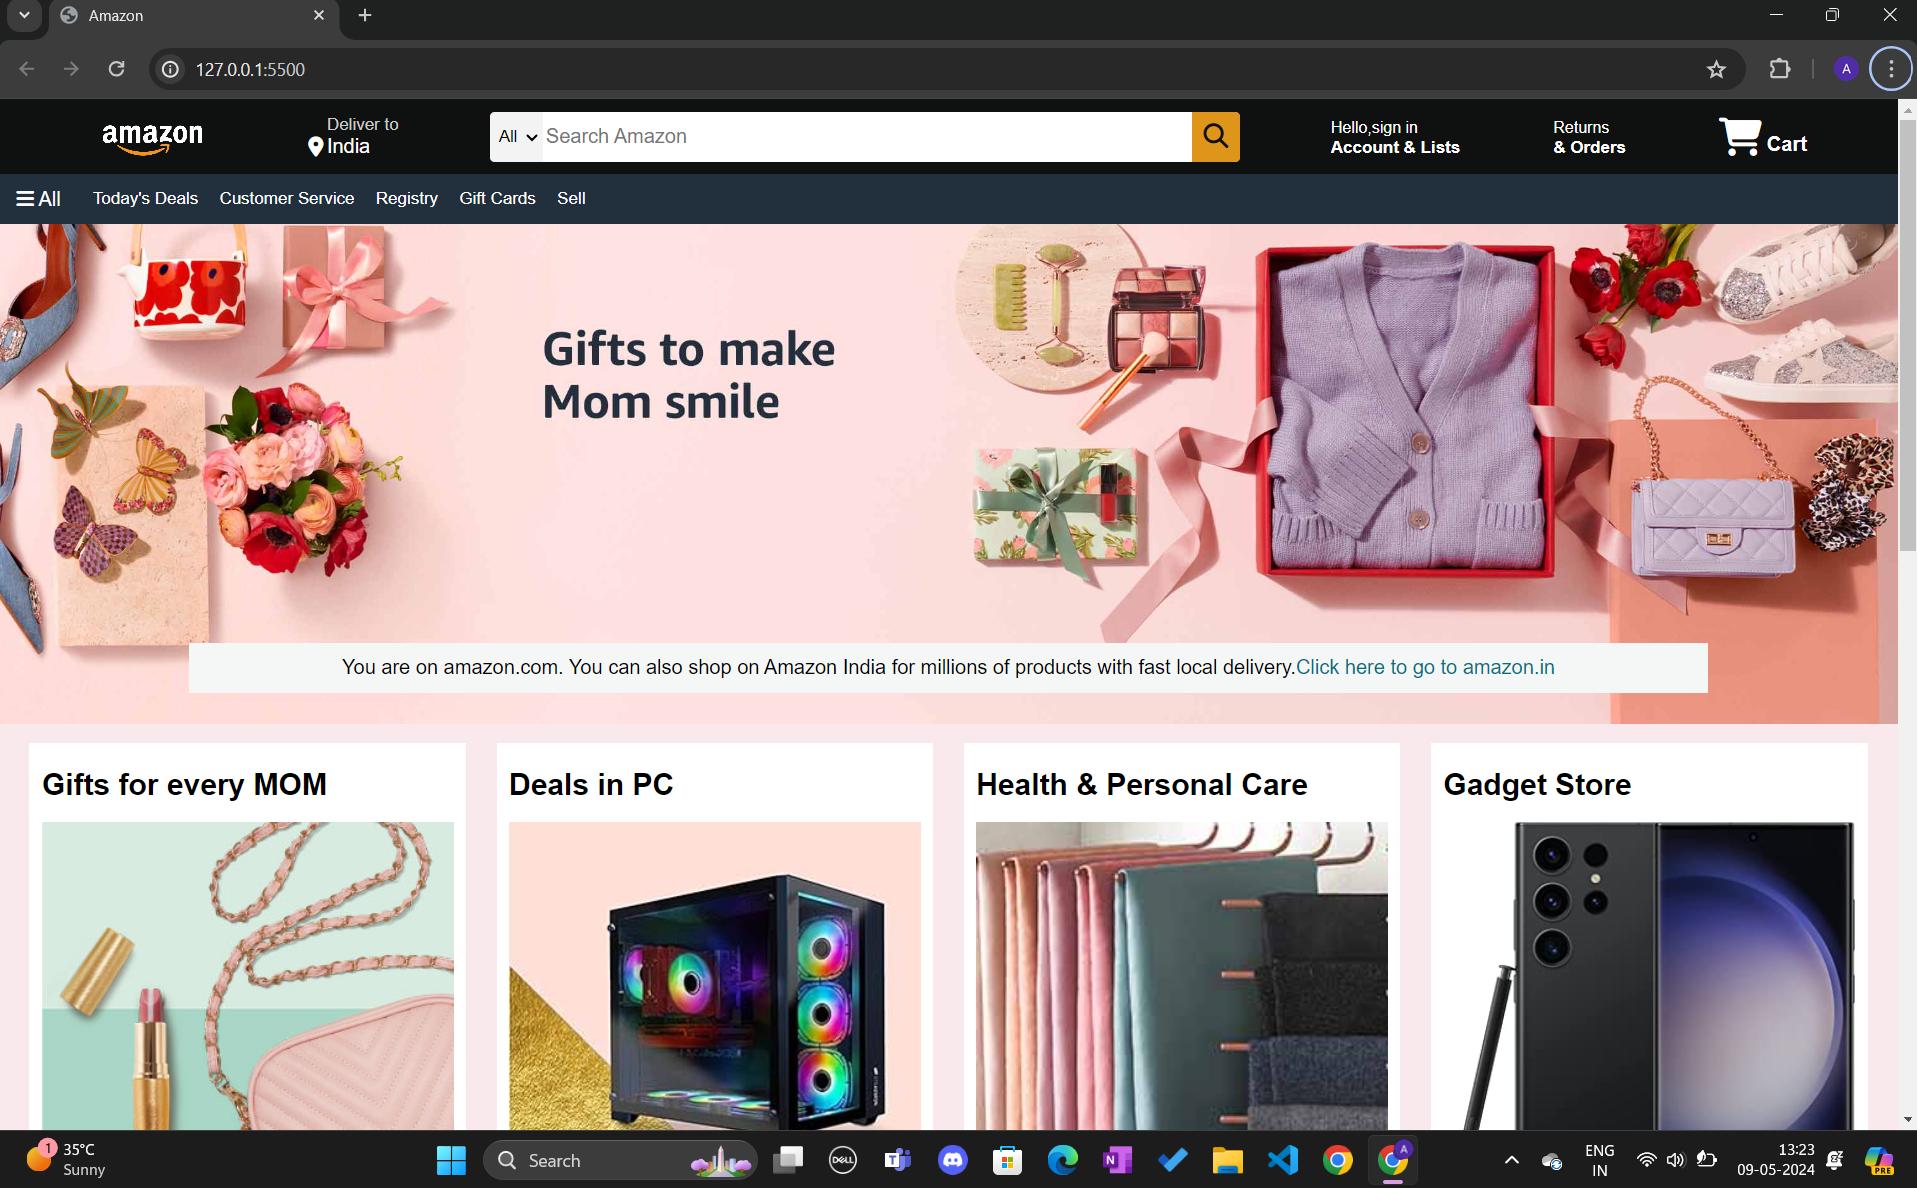 Amazon
127.0.0.1:5500
A
amazon
Deliver to
India
All
Search Amazon
Hello,sign in
Account & Lists
Returns
& Orders
Cart
All
Today's Deals
Customer Service
Registry
Gift Cards
Sell
Gifts to make
Mom smile
You are on amazon.com. You can also shop on Amazon India for millions of products with fast local delivery.Click here to go to amazon.in
Gifts for every MOM
Deals in PC
Health & Personal Care
Gadget Store
1
35°C
Sunny
Search
DELL
T
N
A
ENG
IN
13:23
09-05-2024
PRE